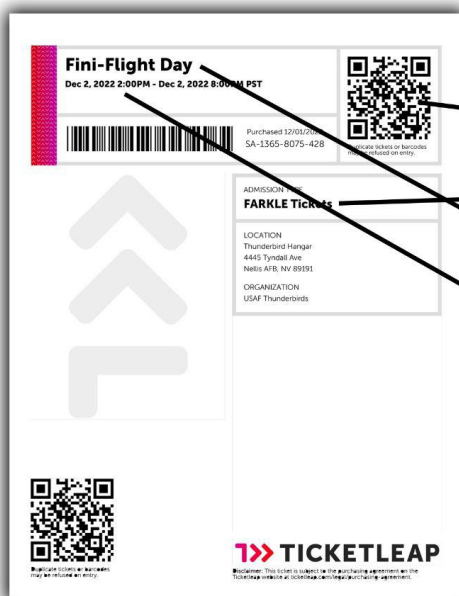 Fini-Flight Day
Dec 2, 2022 2:00PM - Dec 2, 2022 8:00PM PST
Purchased 12/01/2022
SA-1365-8075-428
Duplicate tickets or barcodes
may be refused on entry.
ADMISSION TYPE
FARKLE Tickets
LOCATION
Thunderbird Hangar
4445 Tyndall Ave
Nellis AFB, NV 89191
ORGANIZATION
USAF Thunderbirds
Duplicate tickets or barcodes
may be refused on entry.
TICKETLEAP
Disclaimer: This ticket is subject to the purchasing agreement on the
Ticketleap website at ticketleap.com/legal/purchasing-agreement.